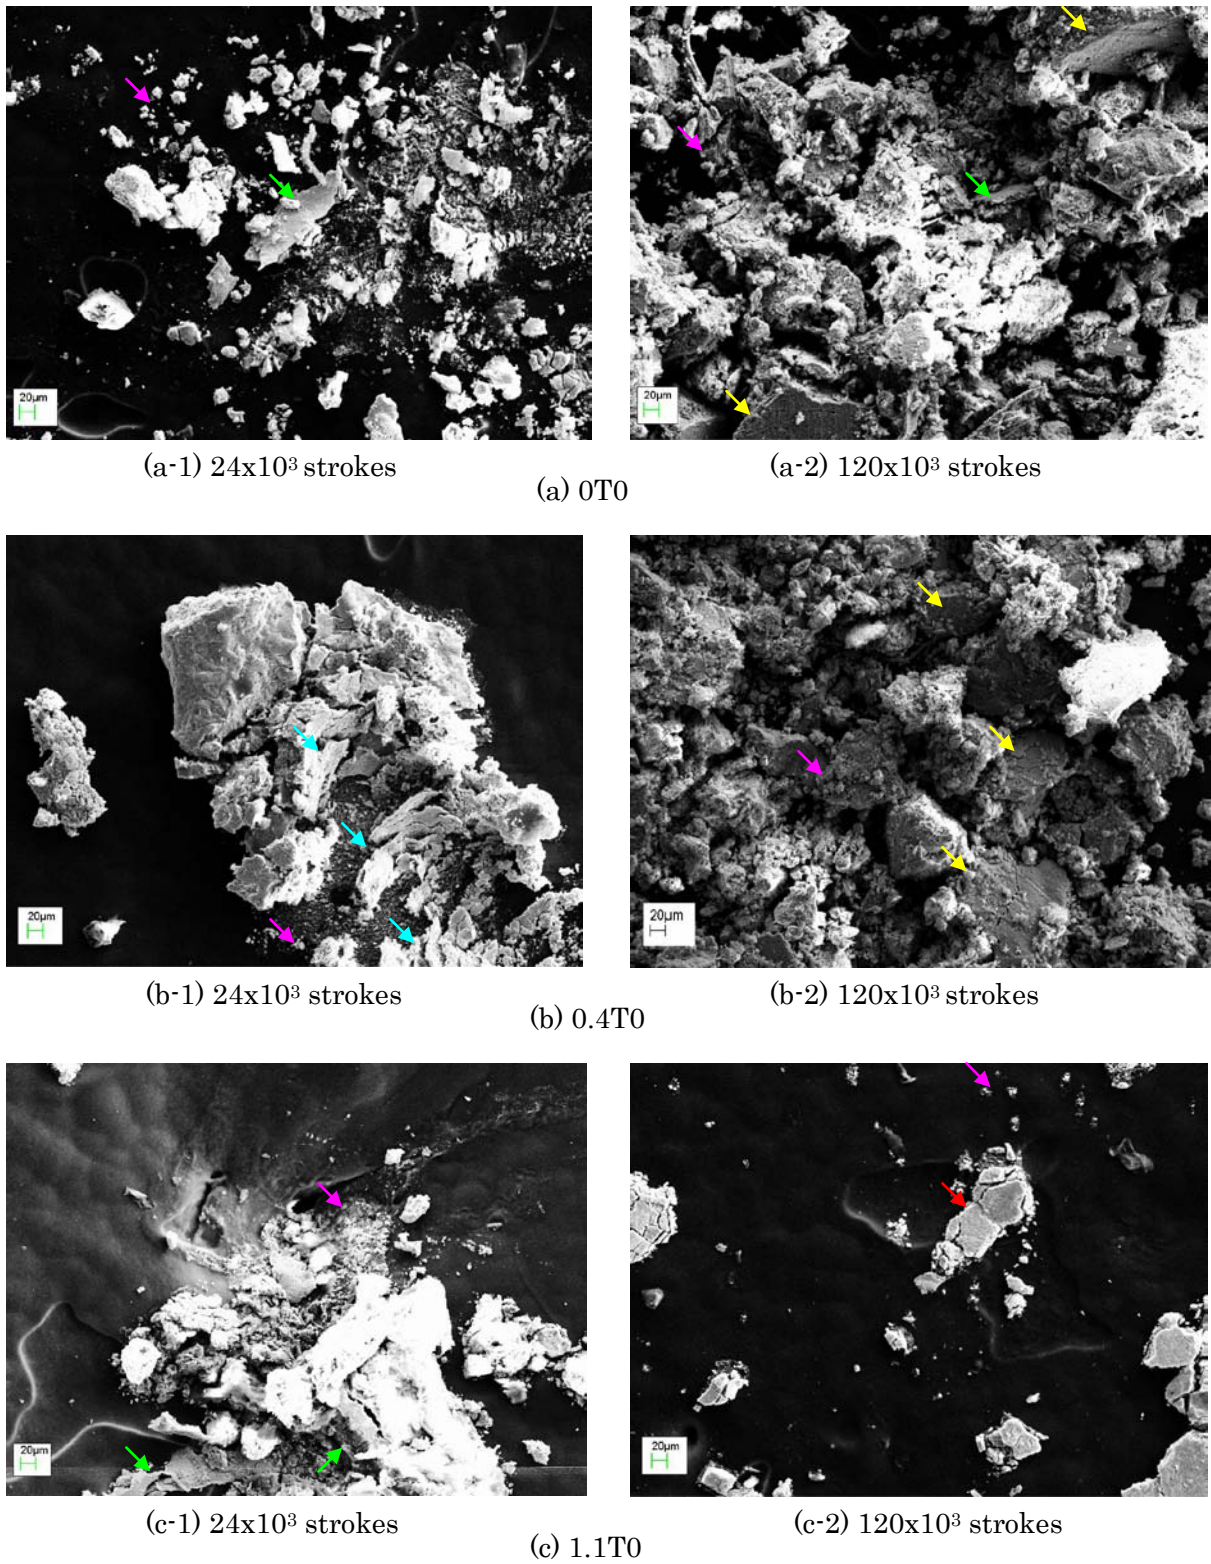 20µm
20µm
(a-1) 24x10³ strokes
(a-2) 120x10³ strokes
(a) 0T0
20µm
20µm
(b-1) 24x10³ strokes
(b-2) 120x10³ strokes
(b) 0.4T0
20µm
20µm
(c-1) 24x10³ strokes
(c-2) 120x10³ strokes
(c) 1.1T0